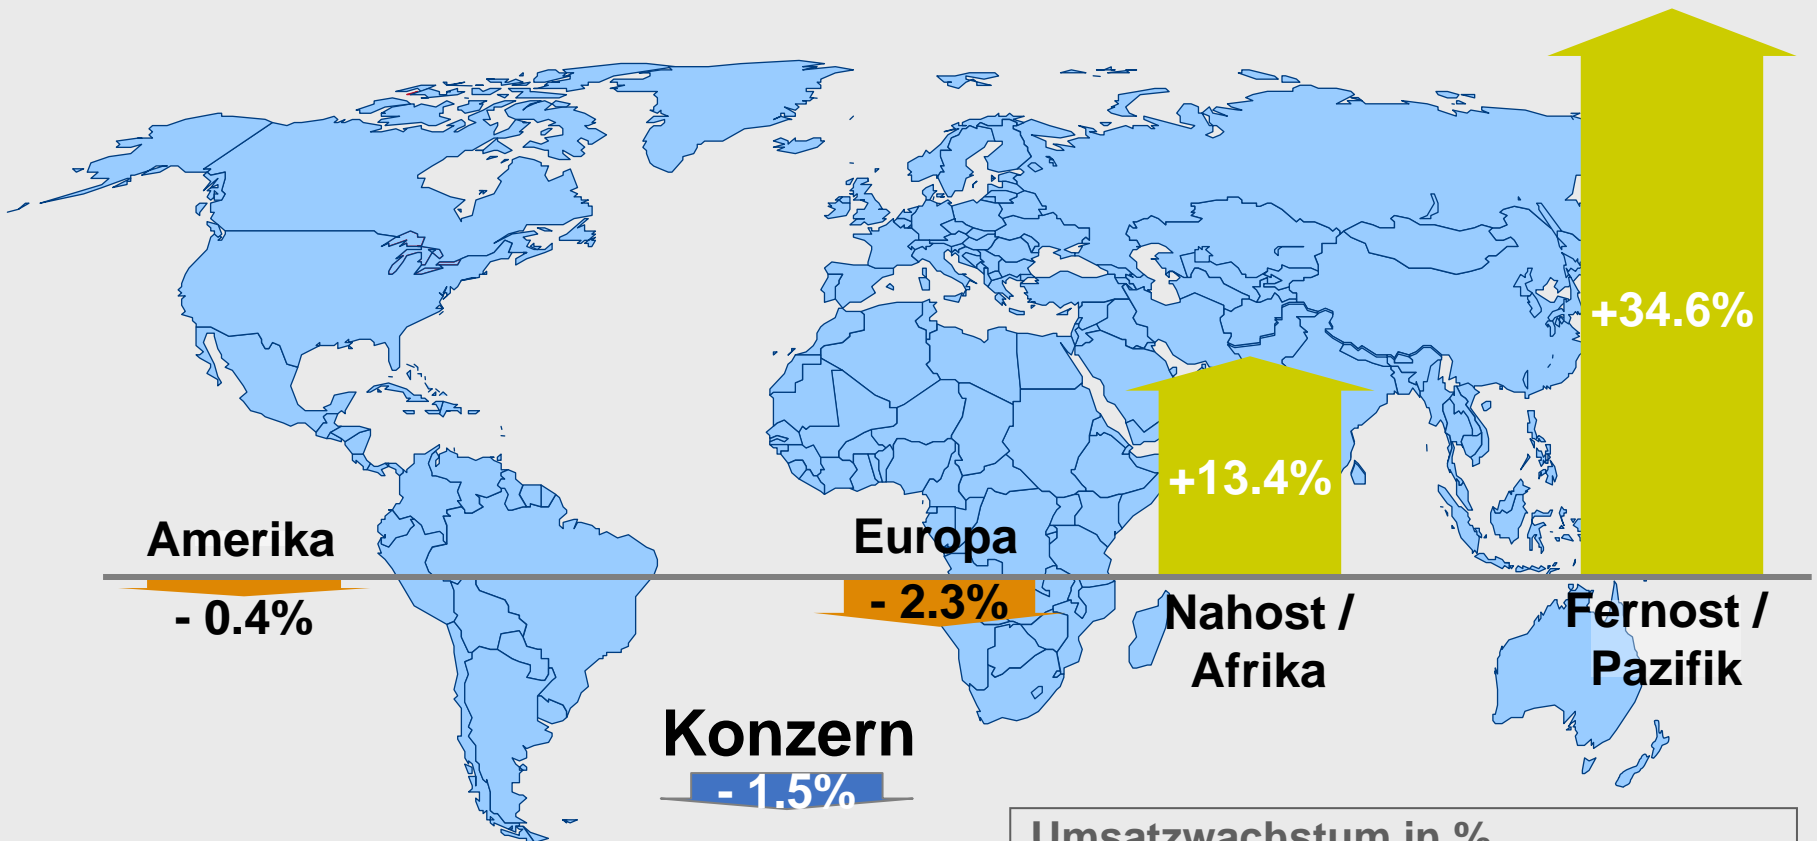 +34.6%
+13.4%
Amerika
Europa
- 0.4%
- 2.3%
Nahost /
Afrika
Fernost /
Pazifik
Konzern
- 1.5%
Umsatzwachstum in %